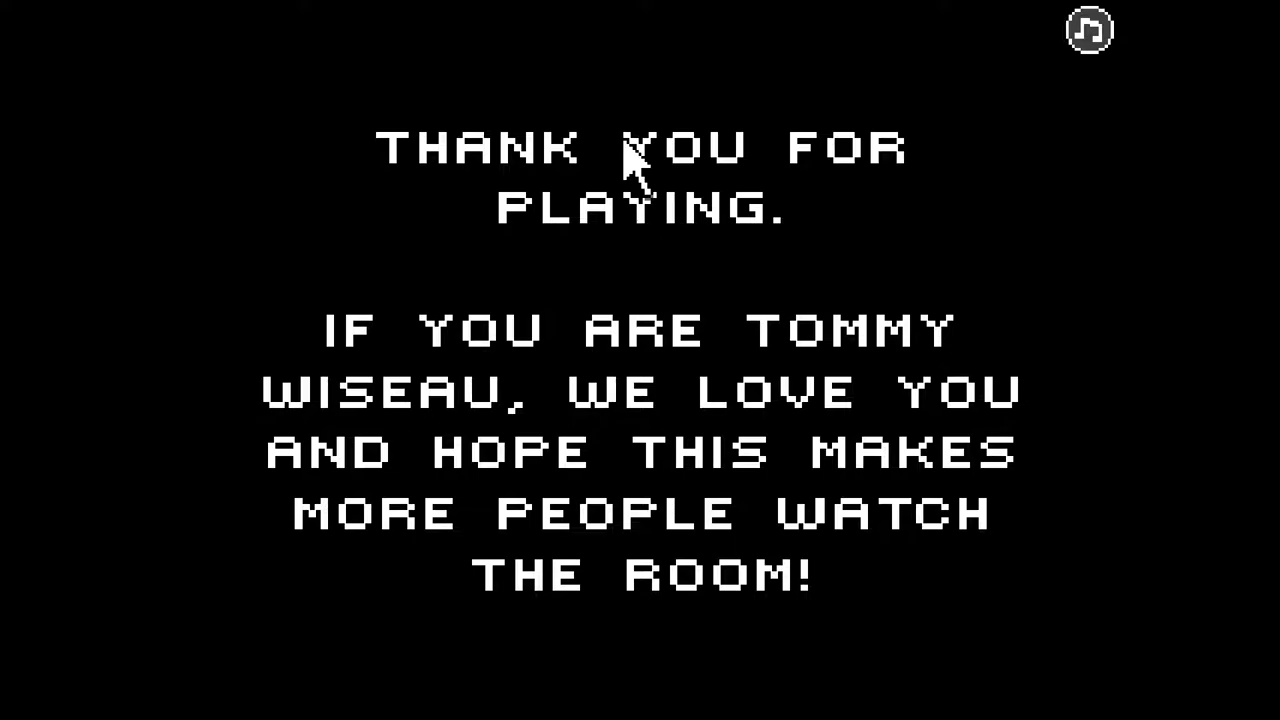 THANK YOU FOR
PLAYING.
IF YOU ARE TOMMY
WISEAU, WE LOVE YOU
AND HOPE THIS MAKES
MORE PEOPLE WATCH
THE ROOM!